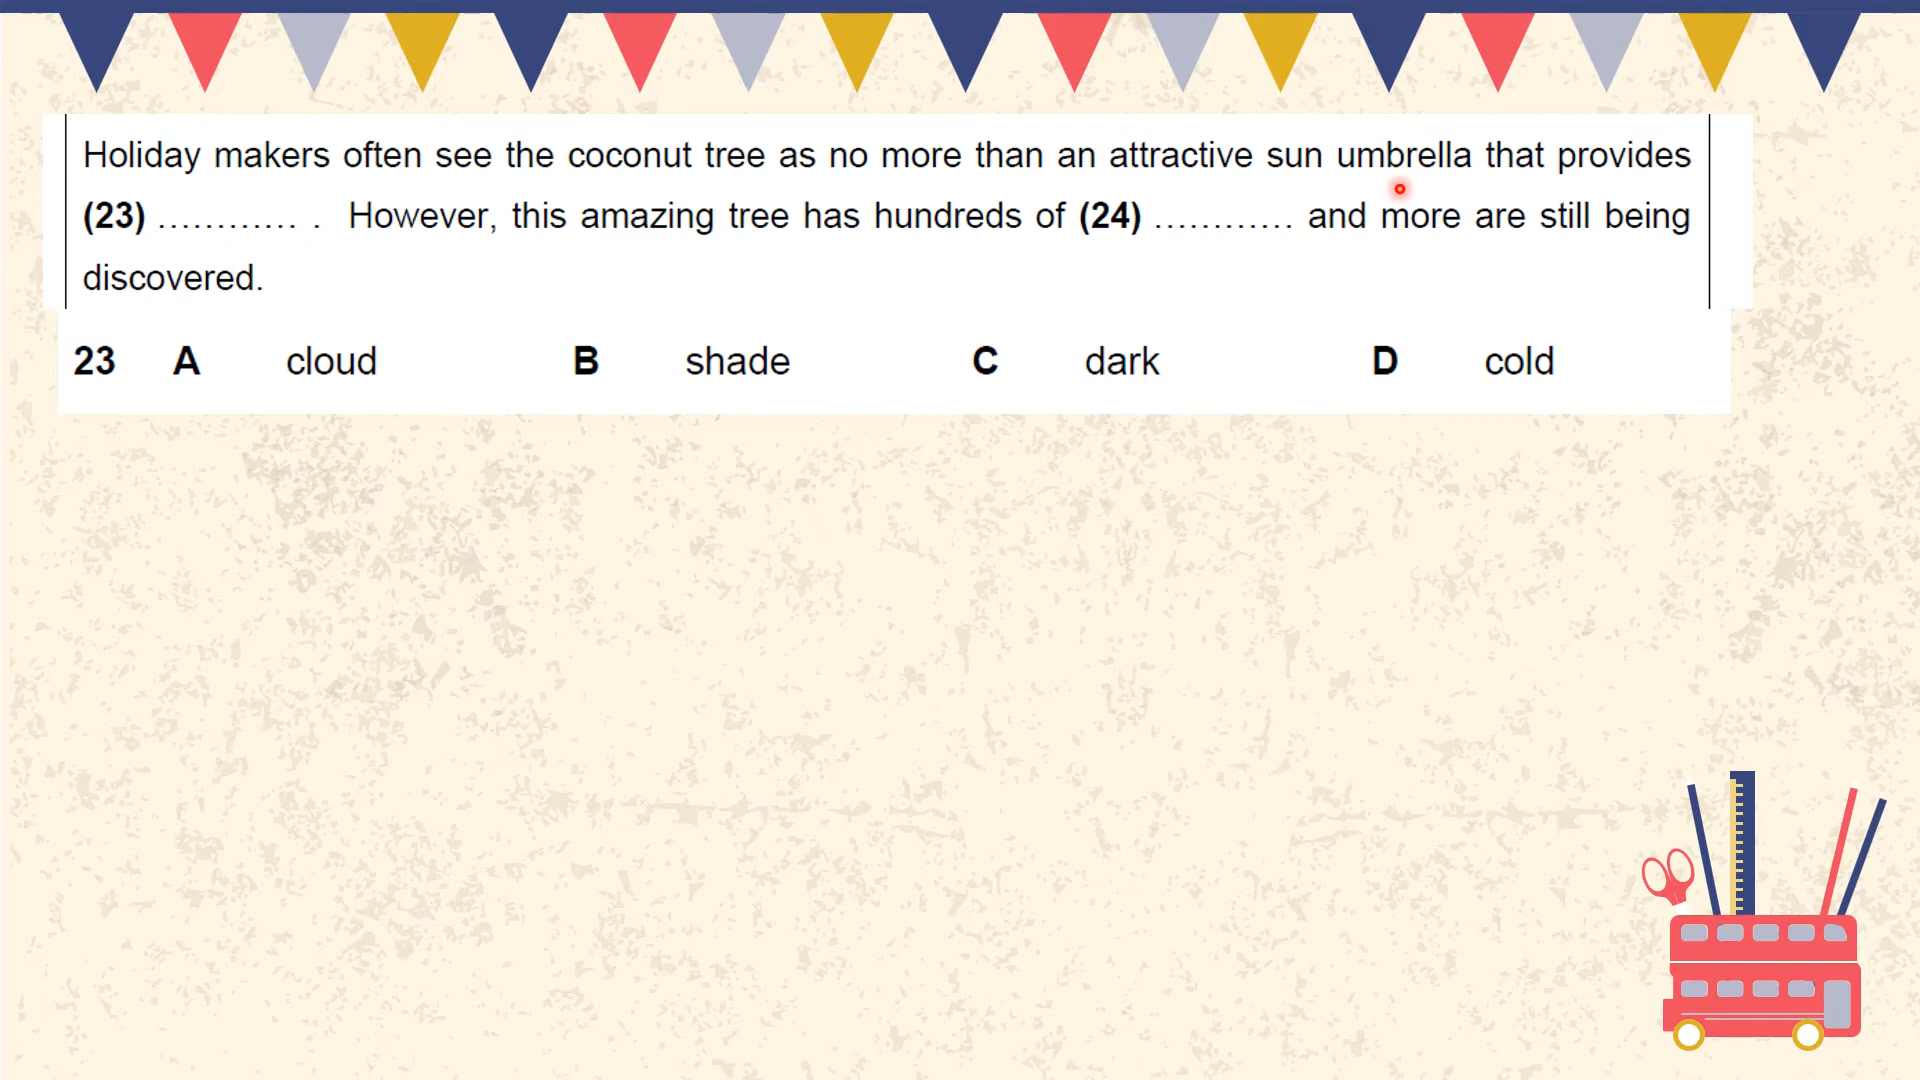 Holiday makers often see the coconut tree as no more than an attractive sun umbrella that provides
(23) ............ .  However, this amazing tree has hundreds of (24) ............ and more are still being
discovered.
23 A cloud B shade C dark D cold